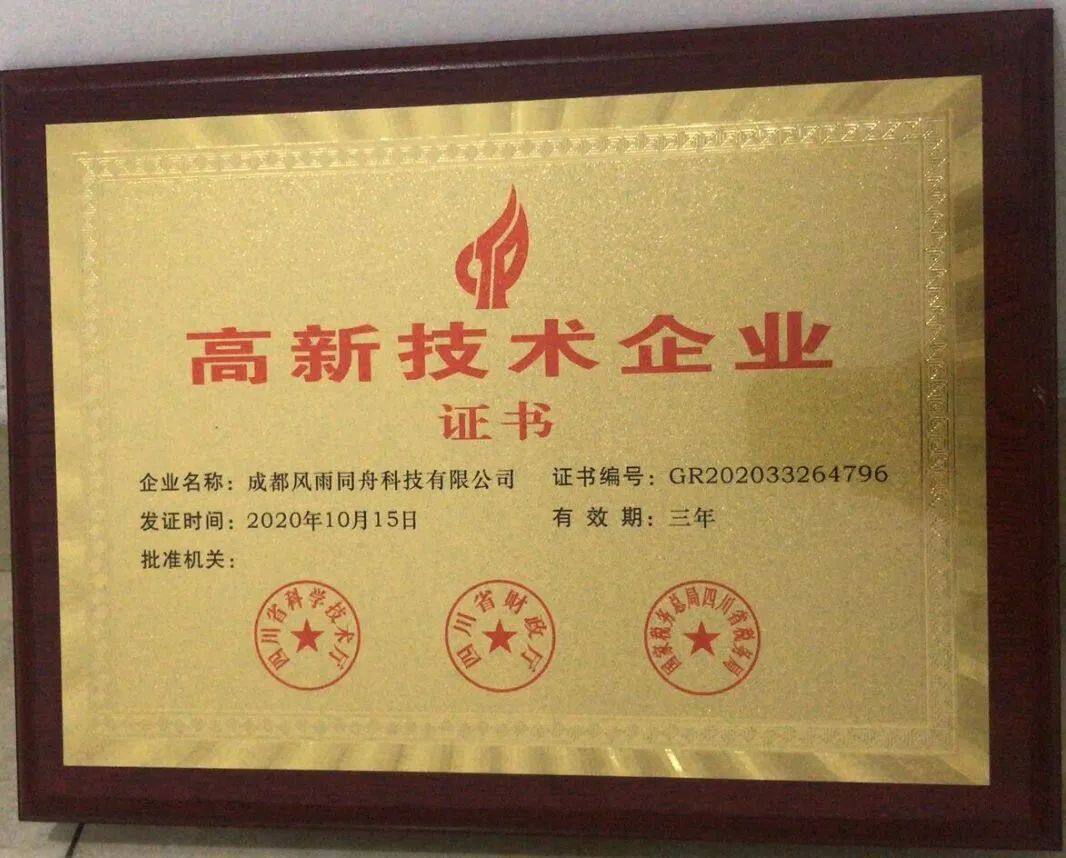 高新技术企业
证书
企业名称：成都风雨同舟科技有限公司 证书编号：GR202033264796
发证时间：2020年10月15日 有效期：三年
批准机关：
四川省科学技术厅
四川省财政厅
国家税务总局四川省税务局